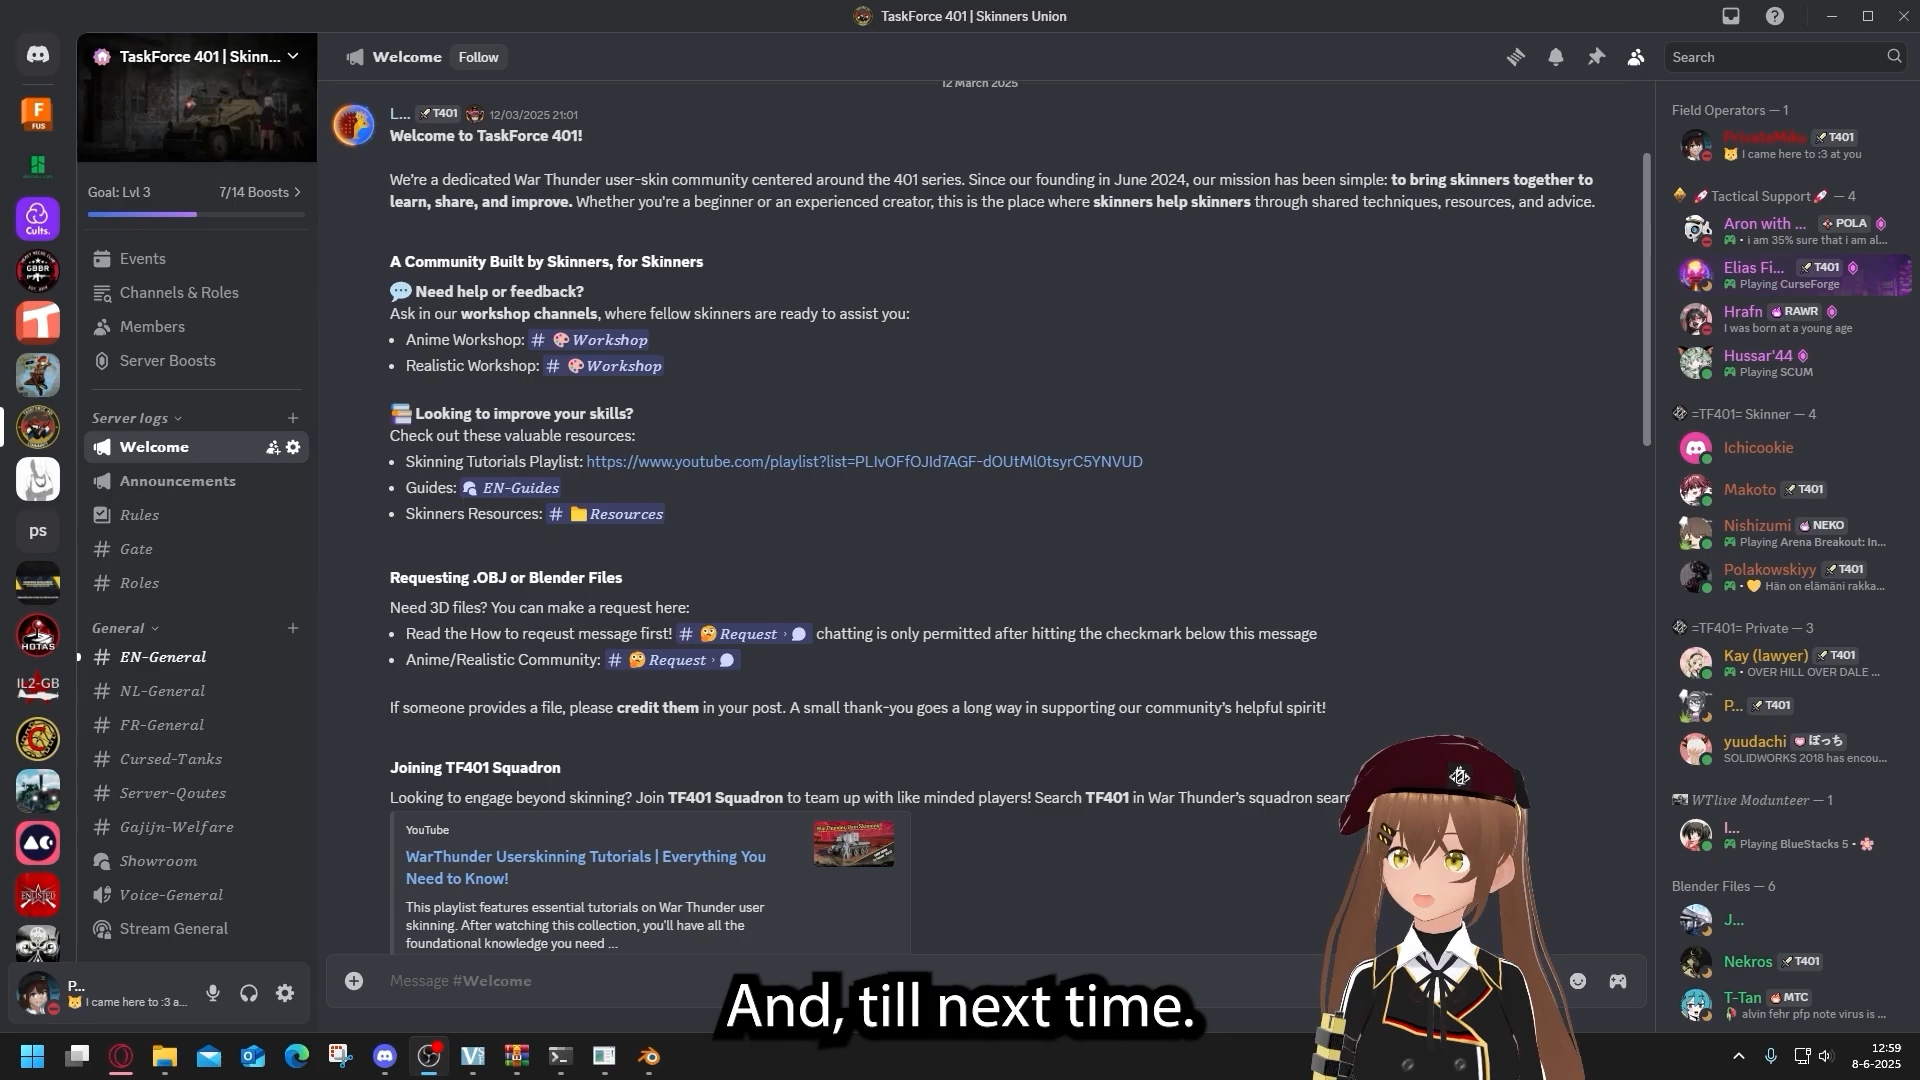 TaskForce 401 | Skinners Union
TaskForce 401 | Skinn...
Goal: Lvl 3
7/14 Boosts
Events
Channels & Roles
Members
Server Boosts
Server logs
Welcome
Announcements
Rules
Gate
Roles
General
EN-General
NL-General
FR-General
Cursed-Tanks
Server-Qoutes
Gajijn-Welfare
Showroom
Voice-General
Stream General
P...
I came here to :3 a...
FUS
Cults.
GBBR
ps
HOTAS
IL2-GB
ENLISTED
Welcome
Follow
Search
12 March 2025
L... T401 12/03/2025 21:01
Welcome to TaskForce 401!
We're a dedicated War Thunder user-skin community centered around the 401 series. Since our founding in June 2024, our mission has been simple: to bring skinners together to
learn, share, and improve. Whether you're a beginner or an experienced creator, this is the place where skinners help skinners through shared techniques, resources, and advice.
A Community Built by Skinners, for Skinners
Need help or feedback?
Ask in our workshop channels, where fellow skinners are ready to assist you:
• Anime Workshop: # Workshop
• Realistic Workshop: # Workshop
Looking to improve your skills?
Check out these valuable resources:
• Skinning Tutorials Playlist: https://www.youtube.com/playlist?list=PLIvOFfOJId7AGF-dOUtMl0tsyrC5YNVUD
• Guides: EN-Guides
• Skinners Resources: # Resources
Requesting .OBJ or Blender Files
Need 3D files? You can make a request here:
• Read the How to reqeust message first! # Request › chatting is only permitted after hitting the checkmark below this message
• Anime/Realistic Community: # Request ›
If someone provides a file, please credit them in your post. A small thank-you goes a long way in supporting our community's helpful spirit!
Joining TF401 Squadron
Looking to engage beyond skinning? Join TF401 Squadron to team up with like minded players! Search TF401 in War Thunder's squadron sear
YouTube
WarThunder Userskinning Tutorials | Everything You
Need to Know!
This playlist features essential tutorials on War Thunder user
skinning. After watching this collection, you'll have all the
foundational knowledge you need ...
Message #Welcome
And, till next time.
Field Operators — 1
PrivateMiho T401
I came here to :3 at you
Tactical Support — 4
Aron with ... POLA
i am 35% sure that i am al...
Elias Fi... T401
Playing CurseForge
Hrafn RAWR
I was born at a young age
Hussar'44
Playing SCUM
=TF401= Skinner — 4
Ichicookie
Makoto T401
Nishizumi NEKO
Playing Arena Breakout: In...
Polakowskiyy T401
Hän on elämäni rakka...
=TF401= Private — 3
Kay (lawyer) T401
OVER HILL OVER DALE ...
P... T401
yuudachi ぼっち
SOLIDWORKS 2018 has encou...
WTlive Modunteer — 1
I...
Playing BlueStacks 5
Blender Files — 6
J...
Nekros T401
T-Tan MTC
alvin fehr pfp note virus is ...
12:59
8-6-2025